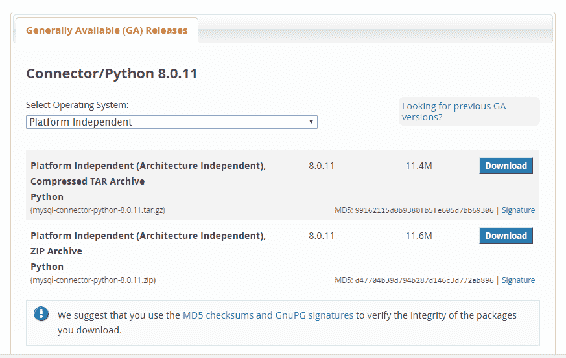 Generally Available (GA) Releases
Connector/Python 8.0.11
Select Operating System:
Looking for previous GA
versions?
Platform Independent
Platform Independent (Architecture Independent), 8.0.11 11.4M Download
Compressed TAR Archive
Python
(mysql-connector-python-8.0.11.tar.gz) MD5: | Signature
Platform Independent (Architecture Independent), 8.0.11 11.6M Download
ZIP Archive
Python
(mysql-connector-python-8.0.11.zip) MD5: | Signature
We suggest that you use the MD5 checksums and GnuPG signatures to verify the integrity of the packages
you download.